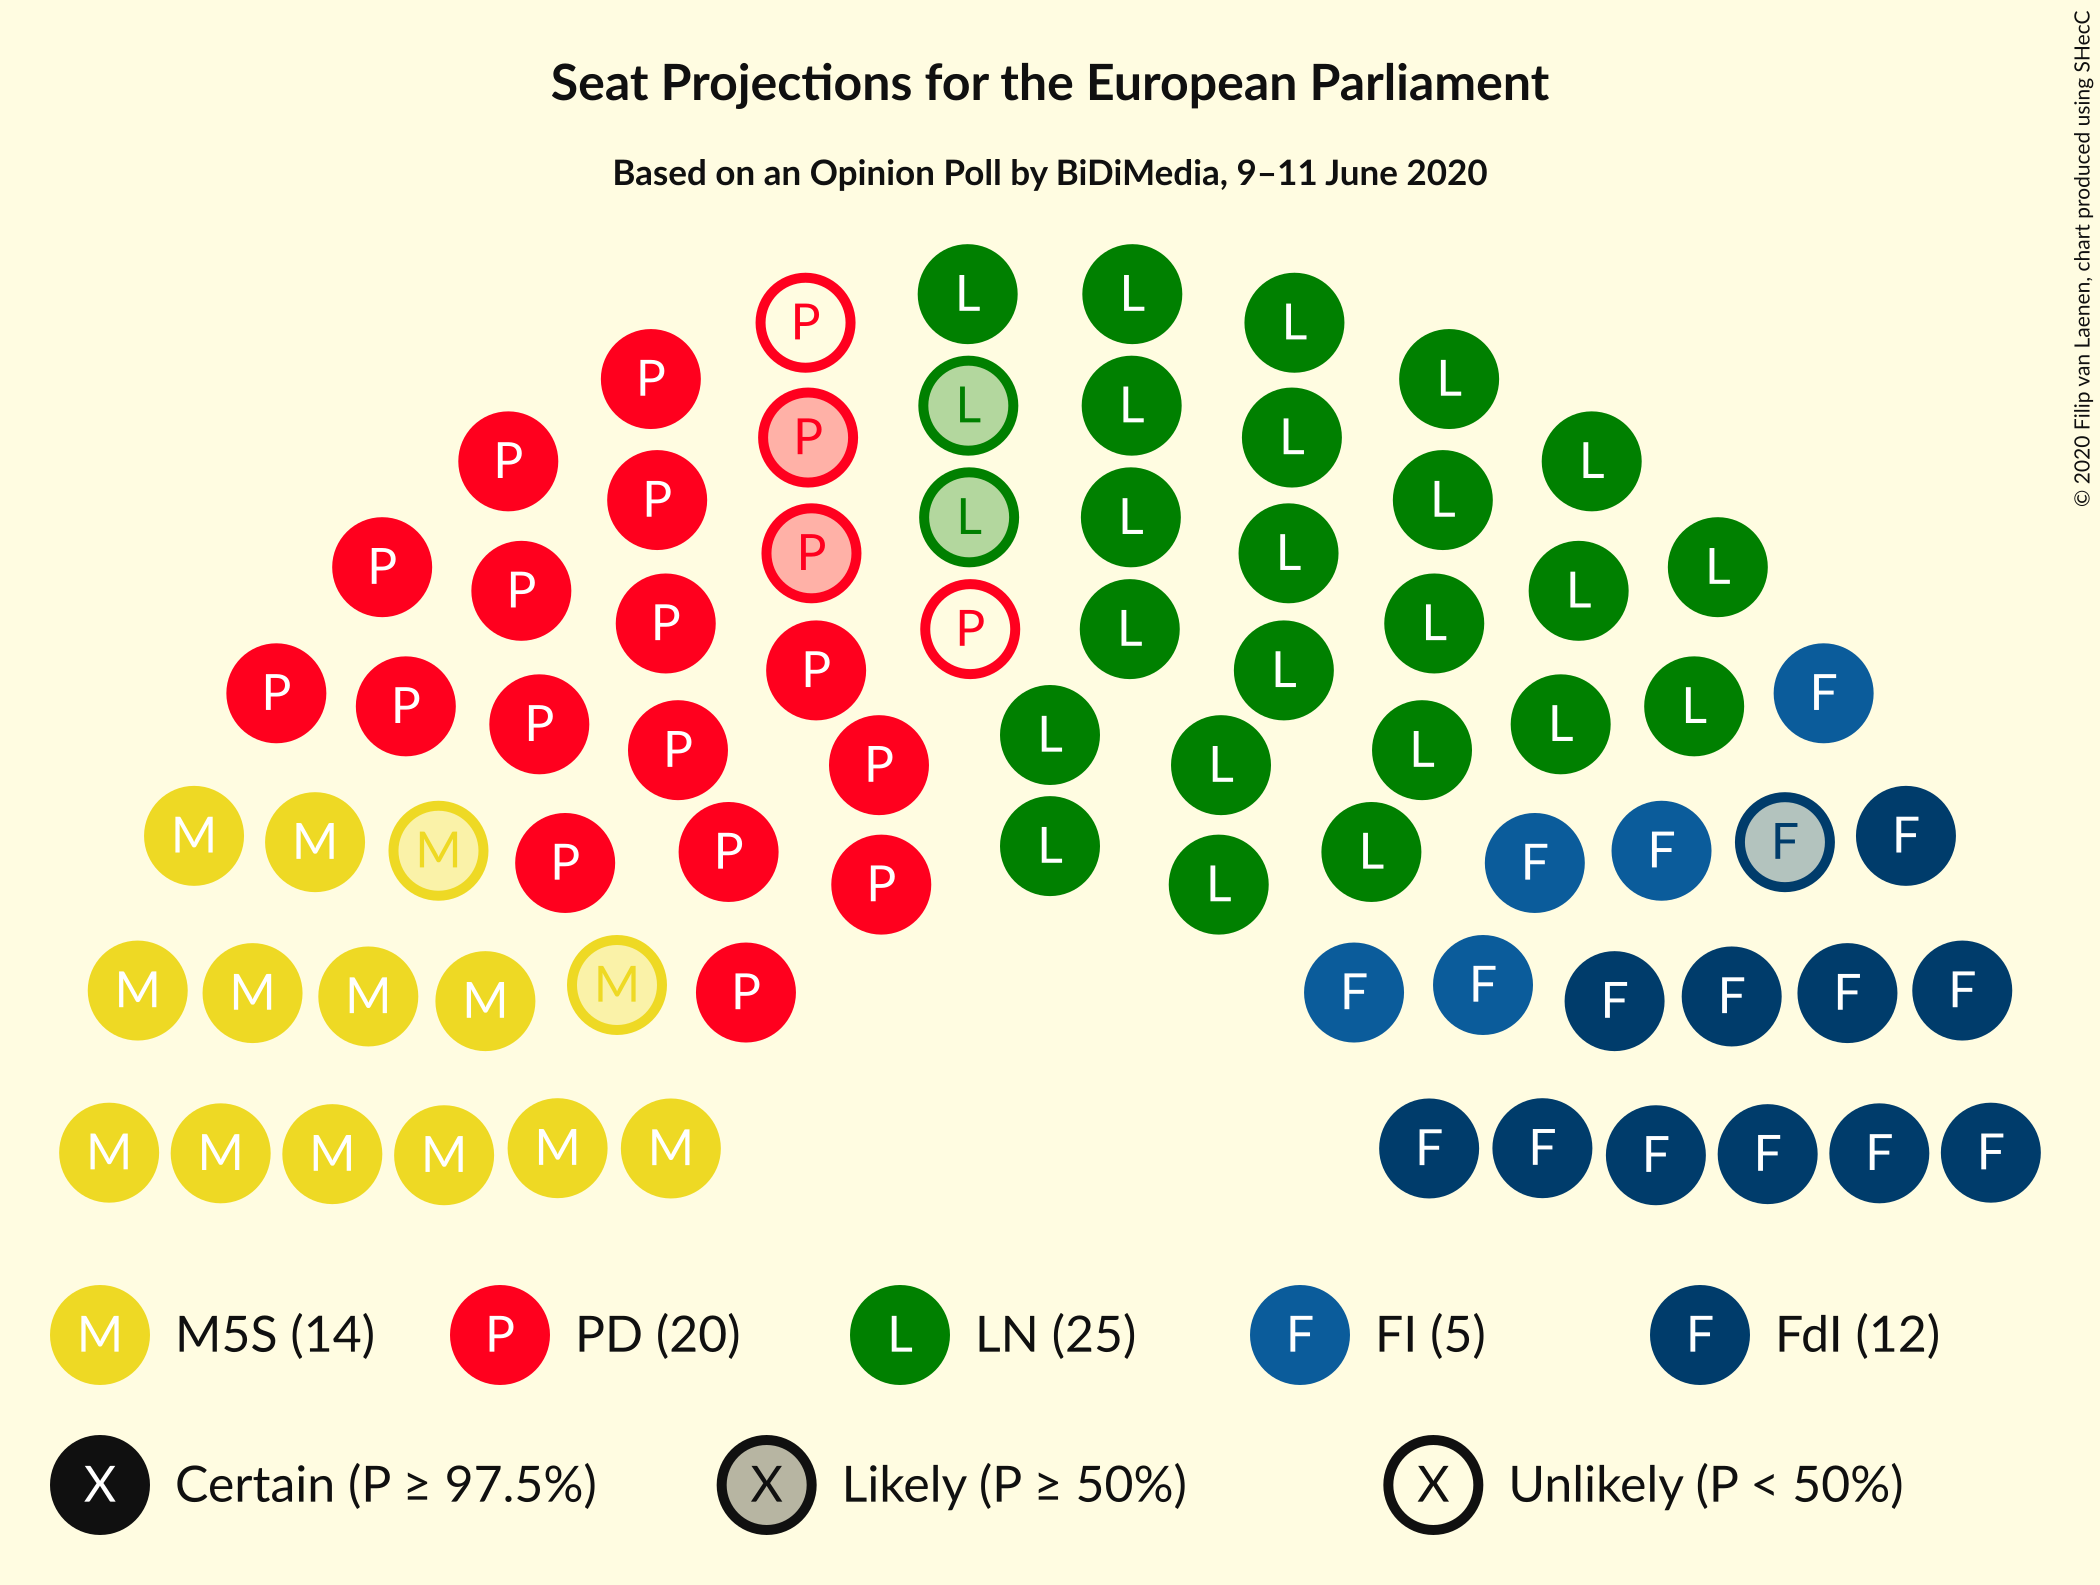 Seat Projections for the European Parliament
Based on an Opinion Poll by BiDiMedia, 9–11 June 2020
© 2020 Filip van Laenen, chart produced using SHecC
L L
P L
P L
L L
P L
P L
P L
P L
L L
P L
P L
P L
P L
P L
P L
P L
P L
P P P L L F
P P L L
L
P P L L
M M M P P L F F F F
L
P L
M M M M M P F F F F F F
M M M M M M F F F F F F
M M5S (14) P PD (20) L LN (25) F FI (5) F FdI (12)
X Certain (P ≥ 97.5%) X Likely (P ≥ 50%) X Unlikely (P < 50%)